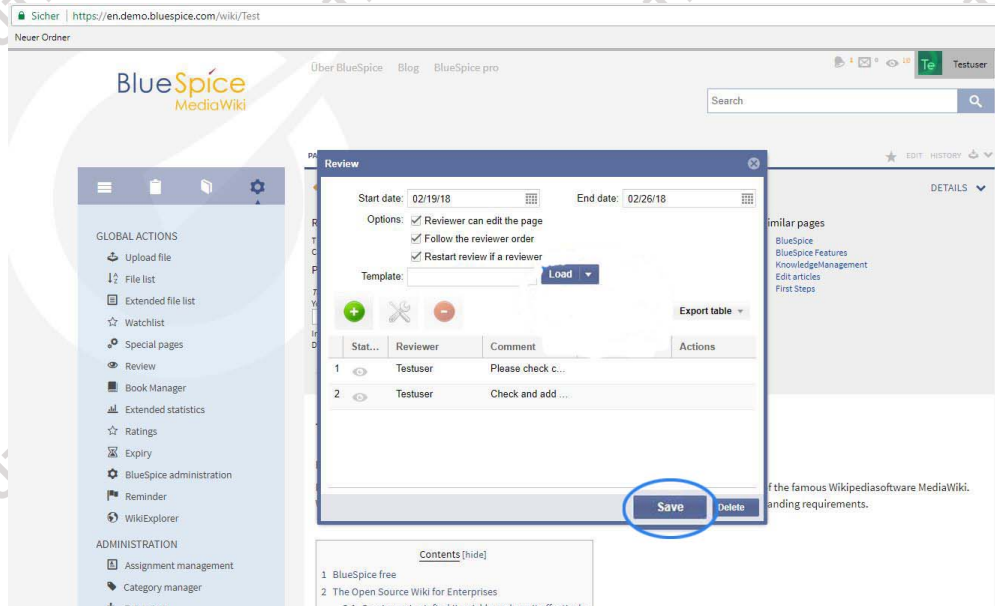 Sicher | https://en.demo.bluespice.com/wiki/Test
Neuer Ordner
Über BlueSpice Blog BlueSpice pro
1 0 18 Te Testuser
BlueSpice
MediaWiki
Search
EDIT HISTORY
DETAILS
GLOBAL ACTIONS
Upload file
File list
Extended file list
Watchlist
Special pages
Review
Book Manager
Extended statistics
Ratings
Expiry
BlueSpice administration
Reminder
WikiExplorer
ADMINISTRATION
Assignment management
Category manager
Review
Start date: 02/19/18 End date: 02/26/18
Options: Reviewer can edit the page
Follow the reviewer order
Restart review if a reviewer
Template: Load
Export table
Stat... Reviewer Comment Actions
1 Testuser Please check c...
2 Testuser Check and add ...
Save Delete
imilar pages
BlueSpice
BlueSpice Features
KnowledgeManagement
Edit articles
First Steps
f the famous Wikipediasoftware MediaWiki.
anding requirements.
Contents [hide]
1 BlueSpice free
2 The Open Source Wiki for Enterprises